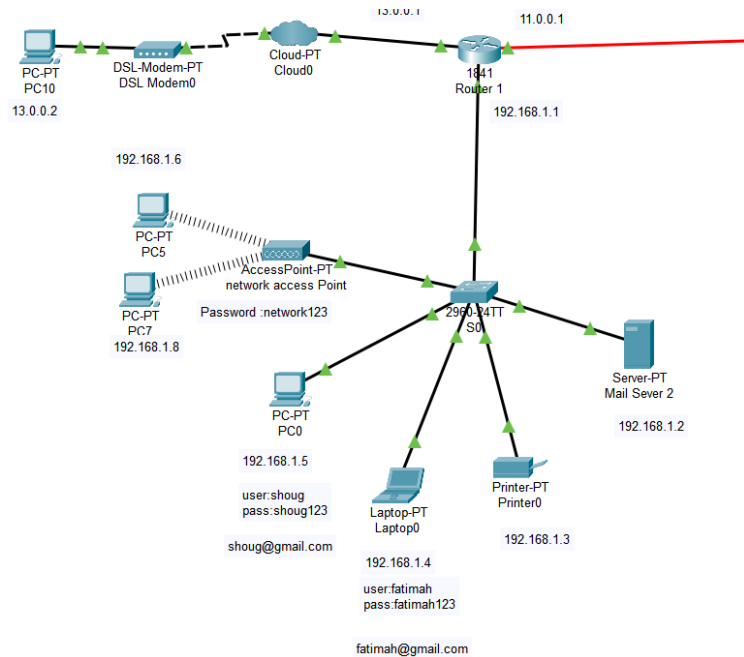 13.0.0.1
11.0.0.1
PC-PT
PC10
DSL-Modem-PT
DSL Modem0
Cloud-PT
Cloud0
1841
Router 1
13.0.0.2
192.168.1.1
192.168.1.6
PC-PT
PC5
AccessPoint-PT
network access Point
PC-PT
PC7
Password :network123
192.168.1.8
2960-24TT
S0
Server-PT
Mail Sever 2
192.168.1.2
PC-PT
PC0
192.168.1.5
user:shoug
pass:shoug123
shoug@gmail.com
Laptop-PT
Laptop0
192.168.1.4
user:fatimah
pass:fatimah123
fatimah@gmail.com
Printer-PT
Printer0
192.168.1.3